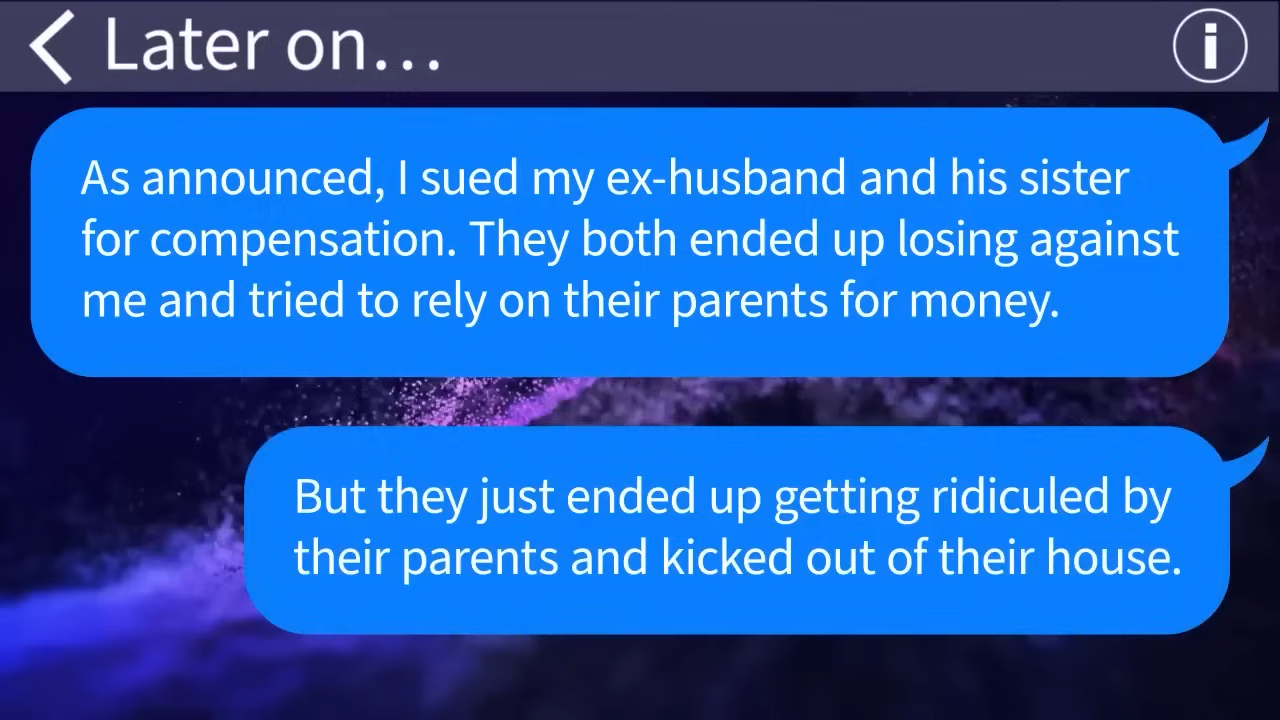 Later on...
As announced, I sued my ex-husband and his sister
for compensation. They both ended up losing against
me and tried to rely on their parents for money.
But they just ended up getting ridiculed by
their parents and kicked out of their house.